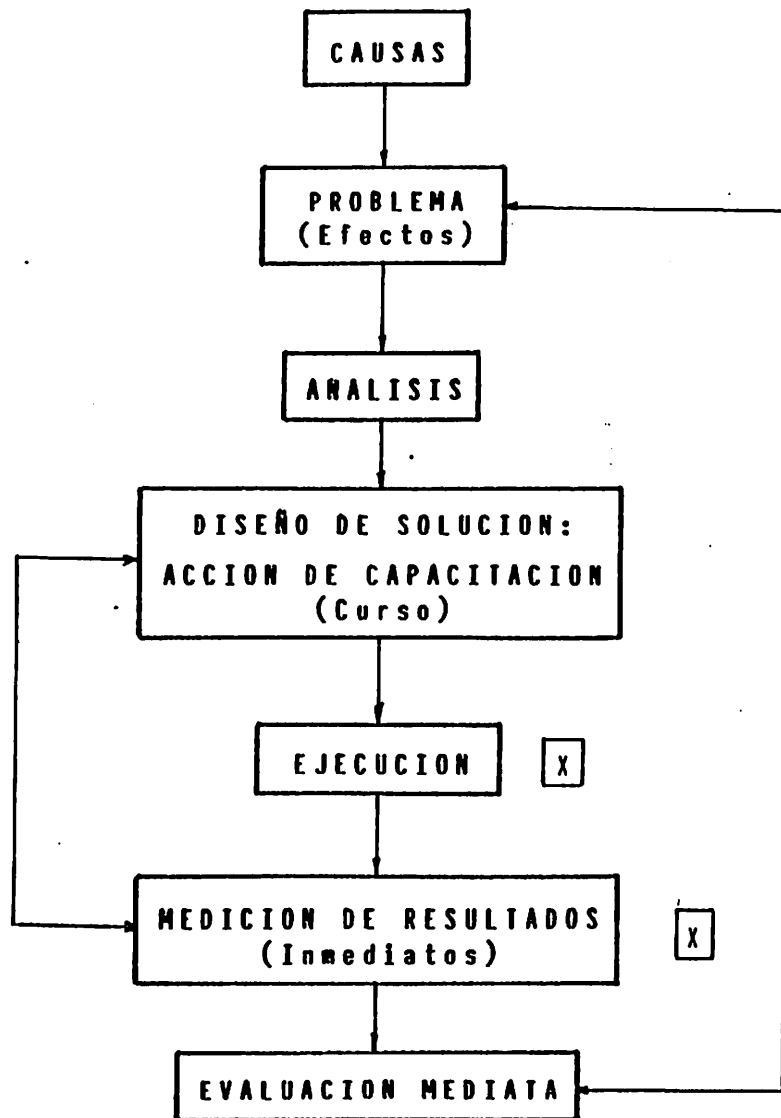 CAUSAS
PROBLEMA
(Efectos)
ANALISIS
DISEÑO DE SOLUCION:
ACCION DE CAPACITACION
(Curso)
EJECUCION
X
MEDICION DE RESULTADOS
(Inmediatos)
X
EVALUACION MEDIATA